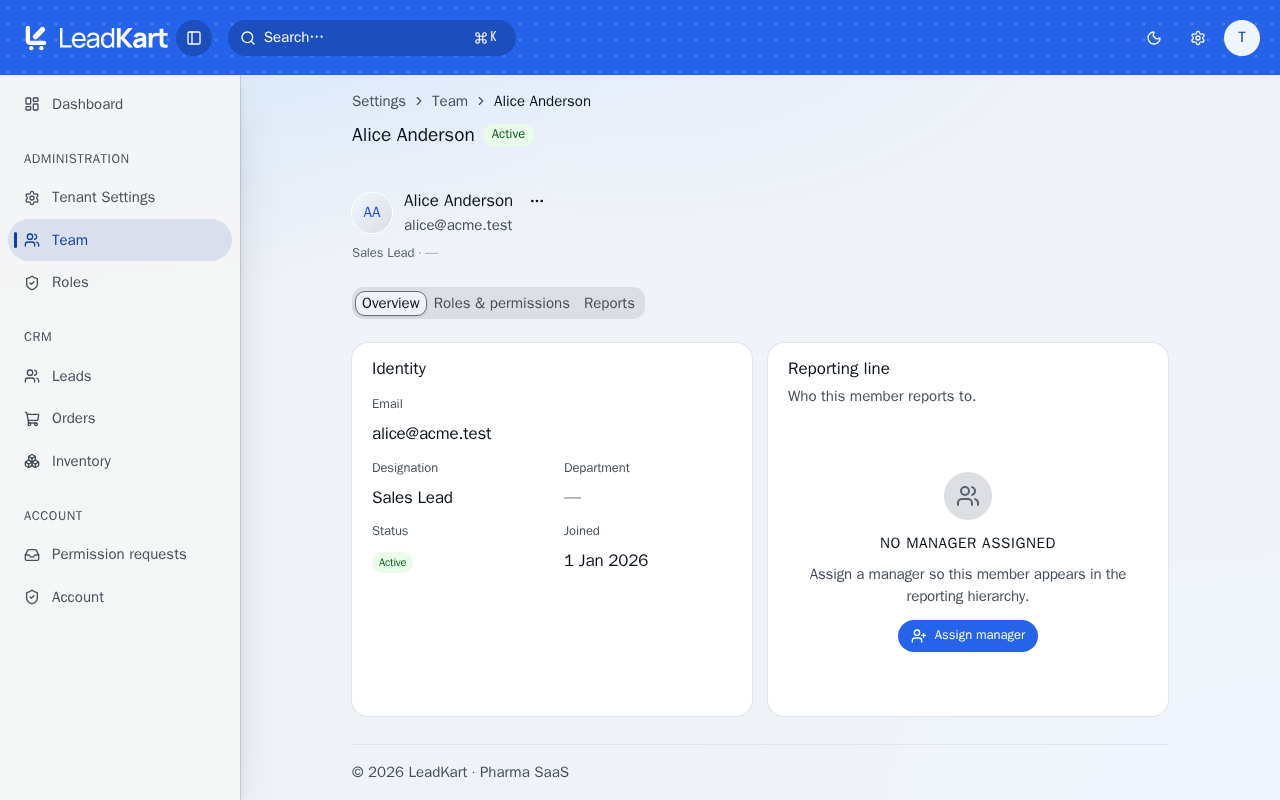 LeadKart
Search...
⌘K
T
Dashboard
ADMINISTRATION
Tenant Settings
Team
Roles
CRM
Leads
Orders
Inventory
ACCOUNT
Permission requests
Account
Settings > Team > Alice Anderson
Alice Anderson Active
AA
Alice Anderson
alice@acme.test
Sales Lead · —
Overview Roles & permissions Reports
Identity
Email
alice@acme.test
Designation Department
Sales Lead —
Status Joined
Active 1 Jan 2026
Reporting line
Who this member reports to.
NO MANAGER ASSIGNED
Assign a manager so this member appears in the
reporting hierarchy.
Assign manager
© 2026 LeadKart · Pharma SaaS